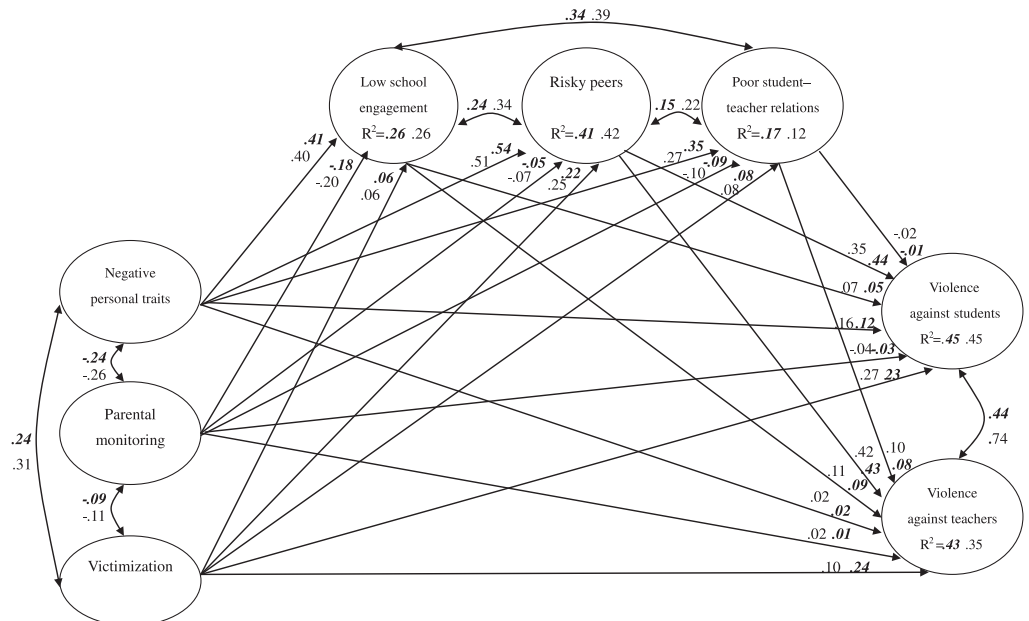 .34 .39
Low school
engagement
R²=.26 .26
Risky peers
R²=.41 .42
Poor student–
teacher relations
R²=.17 .12
.24 .34
.15 .22
.41
.40
-.18
-.20
.06
.06
.54
.51
-.05
-.07
.22
.25
.35
.27
-.09
-.10
.08
.08
Negative
personal traits
-.02
-.01
.35
.44
.07 .05
.16 .12
-.04 -.03
.27 23
Violence
against students
R²=.45 .45
-.24
-.26
Parental
monitoring
.24
.31
.44
.74
.42
.43
.10
.08
.11
.09
.02
.02
.02 .01
.10 .24
-.09
-.11
Violence
against teachers
R²=.43 .35
Victimization